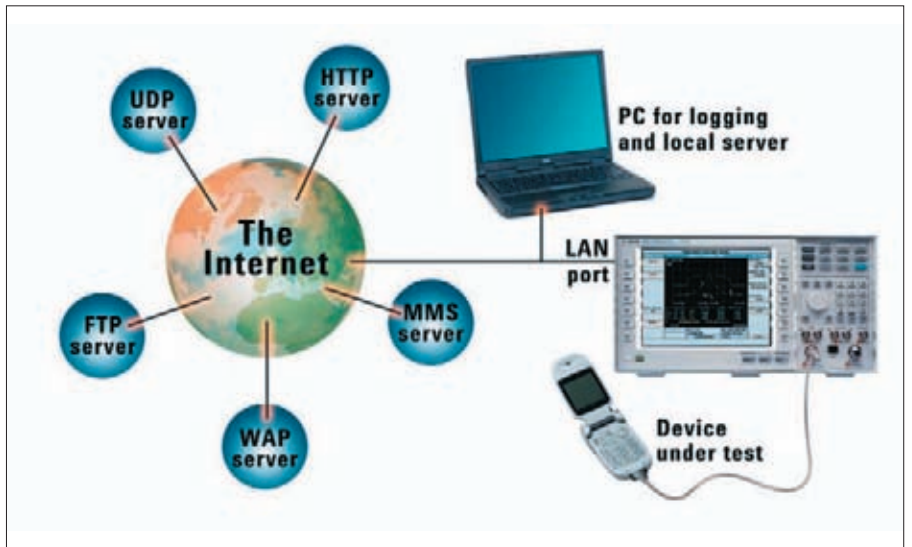 UDP
server
HTTP
server
The
Internet
FTP
server
WAP
server
MMS
server
PC for logging
and local server
LAN
port
Device
under test